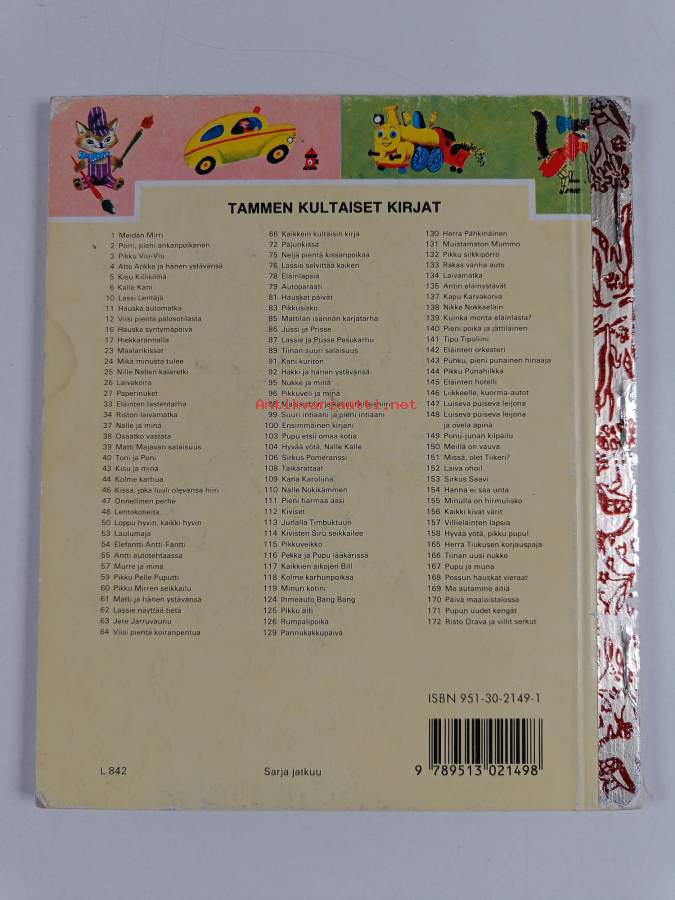 TAMMEN KULTAISET KIRJAT
1 Meidän Mirri
2 Pörri, pieni ankanpoikanen
3 Pikku Viu-Viu
4 Atte Ankka ja hänen ystävänsä
5 Kisu Killisilmä
6 Kalle Kani
10 Lassi Lentäjä
11 Hauska automatka
12 Viisi pientä palosotilasta
16 Hauska syntymäpäivä
17 Hiekkarannalla
23 Maalarikissat
24 Mikä minusta tulee
25 Nille Nallen kalaretki
26 Laivakoira
27 Paperinuket
33 Eläinten lastentarha
34 Riston laivamatka
37 Nalle ja minä
38 Osaatko vastata
39 Matti Majavan salaisuus
40 Toni ja Poni
43 Kisu ja minä
44 Kolme karhua
46 Kissa, joka luuli olevansa hiiri
47 Onnellinen perhe
48 Lentokoneita
50 Loppu hyvin, kaikki hyvin
53 Laulumaja
54 Elefantti Antti-Fantti
55 Antti autotehtaassa
57 Murre ja minä
59 Pikku Pelle Puputti
60 Pikku Mirren seikkailu
61 Matti ja hänen ystävänsä
62 Lassie näyttää tietä
63 Jere Jarruvaunu
64 Viisi pientä koiranpentua
66 Kaikkein kultaisin kirja
72 Pajunkissa
75 Neljä pientä kissanpoikaa
76 Lassie selvittää kaiken
78 Eläinlapsia
79 Autoparaati
81 Hauskat päivät
83 Pikkusisko
85 Mattilan isännän karjatarha
86 Jussi ja Prisse
87 Lassie ja Pusse Pesukarhu
89 Tiinan suuri salaisuus
91 Kani kuriton
92 Hakki ja hänen ystävänsä
95 Nukke ja minä
96 Pikkuveli ja minä
99 Suuri intiaani ja pieni intiaani
100 Ensimmäinen kirjani
103 Pupu etsii omaa kotia
104 Hyvää yötä, Nalle Kalle
106 Sirkus Pomeranssi
108 Taikarattaat
109 Kana Karoliina
110 Nalle Nokikämmen
111 Pieni harmaa aasi
112 Kiviset
113 Junalla Timbuktuun
114 Kivisten Siru seikkailee
115 Pikkuveikko
116 Pekka ja Pupu lääkärissä
117 Kaikkien aikojen Bill
118 Kolme karhunpoikaa
119 Minun kotini
124 Ihmeauto Bang Bang
125 Pikku äiti
126 Rumpalipoika
129 Pannukakkupäivä
130 Herra Pähkinäinen
131 Muistamaton Mummo
132 Pikku silkkiporro
133 Rakas vanha auto
134 Laivamatka
135 Antin eläinystävät
137 Kapu Karvakorva
138 Nikke Nokkaeläin
139 Kuinka monta eläinlasta?
140 Pieni poika ja jättiläinen
141 Tipu Tipuliini
142 Eläinten orkesteri
143 Puhku, pieni punainen hinaaja
144 Pikku Punahilkka
145 Eläinten hotelli
146 Liikkeelle, kuorma-autot
147 Luiseva puiseva leijona
148 Luiseva puiseva leijona
ja ovela apina
149 Ponu-junan kilpailu
150 Meillä on vauva
151 Missä, olet Tiikeri?
152 Laiva ohoi!
153 Sirkus Saavi
154 Hanna ei saa unta
155 Minulla on hirmulisko
156 Kaikki kivat värit
157 Villieläinten lapsia
158 Hyvää yötä, pikku pupu!
165 Herra Tiukusen korjauspaja
166 Tiinan uusi nukke
167 Pupu ja muna
168 Possun hauskat vieraat
169 Me autamme äitiä
170 Päivä maalaistalossa
171 Pupun uudet kengät
172 Risto Orava ja villit serkut
Antikvariaatti.net
ISBN 951-30-2149-1
9 789513 021498
L 842
Sarja jatkuu